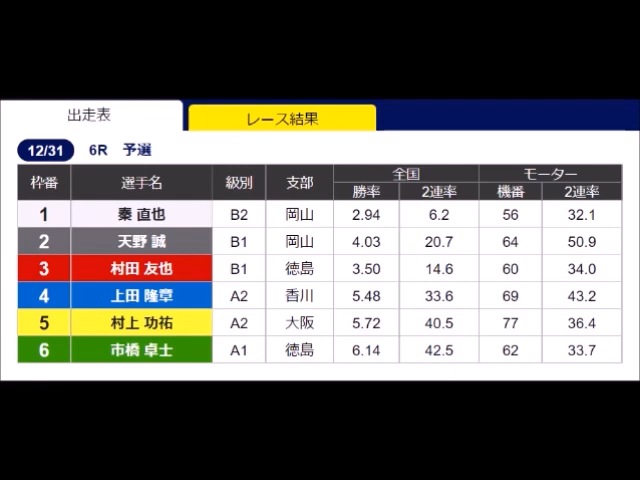 出走表 レース結果
12/31 6R 予選
枠番 選手名 級別 支部 全国 モーター
勝率 2連率 機番 2連率
1 秦 直也 B2 岡山 2.94 6.2 56 32.1
2 天野 誠 B1 岡山 4.03 20.7 64 50.9
3 村田 友也 B1 徳島 3.50 14.6 60 34.0
4 上田 隆章 A2 香川 5.48 33.6 69 43.2
5 村上 功祐 A2 大阪 5.72 40.5 77 36.4
6 市橋 卓士 A1 徳島 6.14 42.5 62 33.7